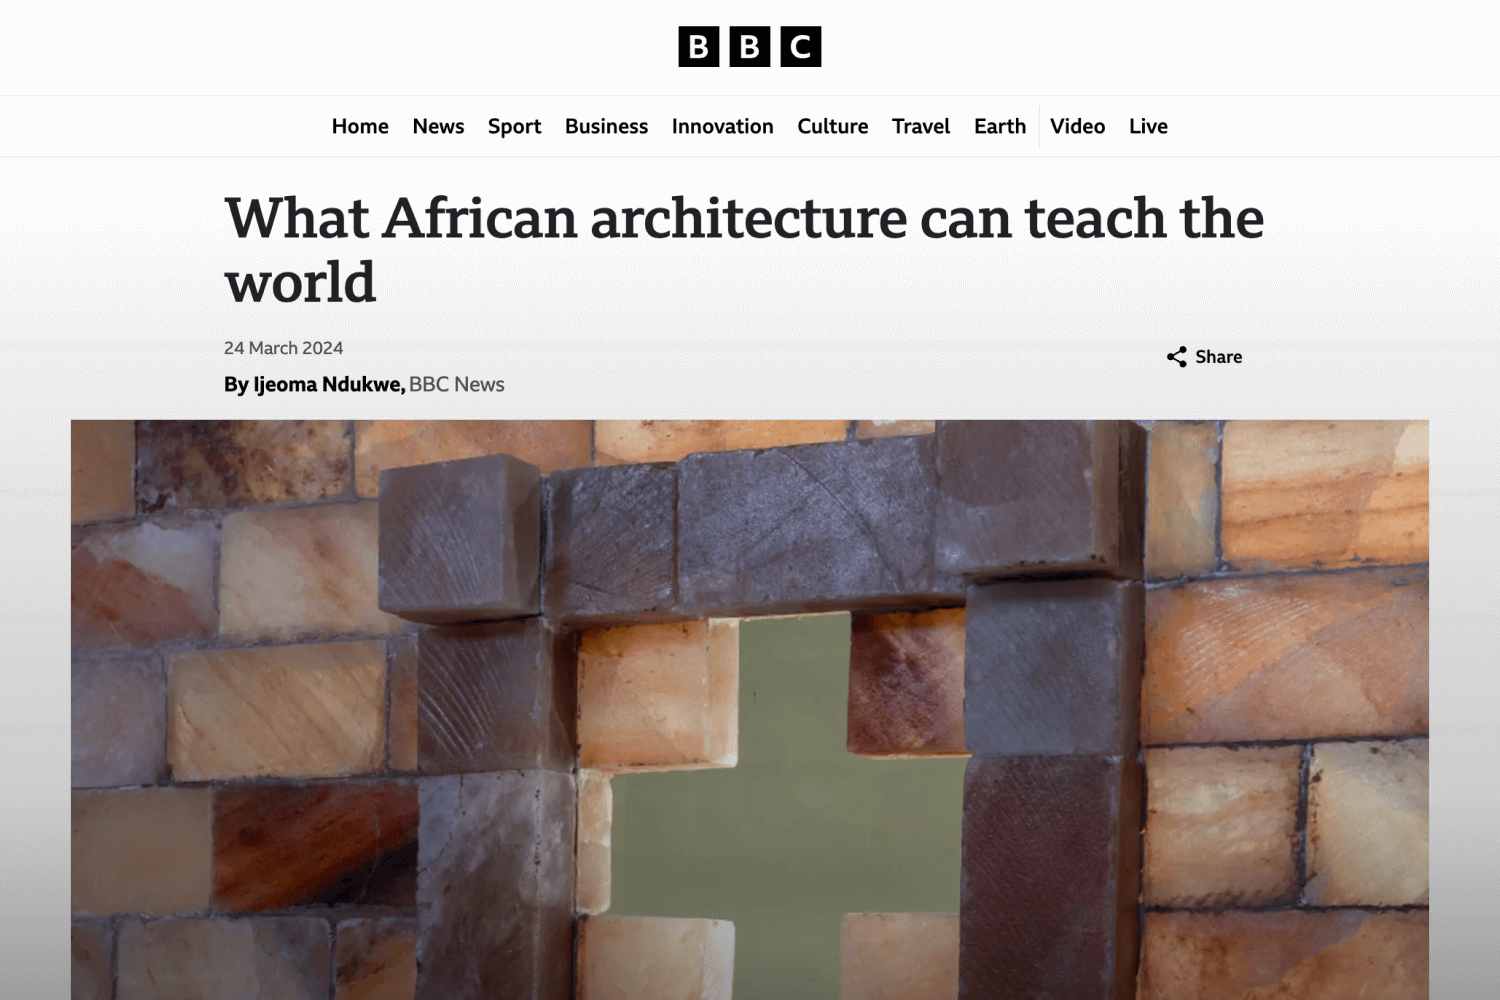 BBC
Home News Sport Business Innovation Culture Travel Earth Video Live
What African architecture can teach the
world
24 March 2024
Share
By Ijeoma Ndukwe, BBC News